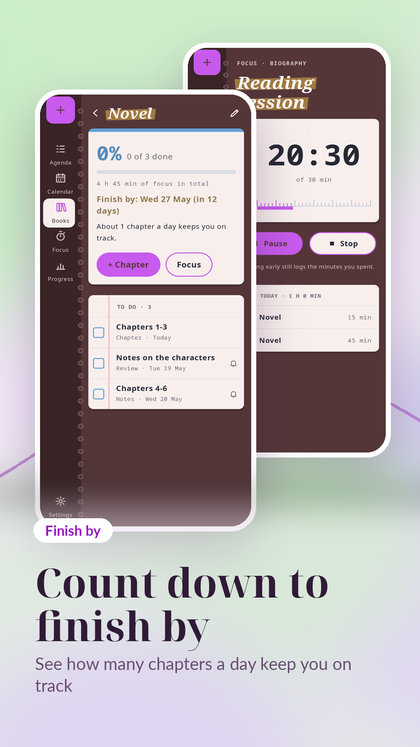 FOCUS · BIOGRAPHY
Reading
ession
20:30
of 30 min
Pause
Stop
ng early still logs the minutes you spent.
TODAY · 1 H 0 MIN
Novel
15 min
Novel
45 min
+
+
Novel
Agenda
Calendar
Books
Focus
Progress
Settings
0% 0 of 3 done
4 h 45 min of focus in total
Finish by: Wed 27 May (in 12
days)
About 1 chapter a day keeps you on
track.
+ Chapter
Focus
TO DO · 3
Chapters 1-3
Chapter · Today
Notes on the characters
Review · Tue 19 May
Chapters 4-6
Notes · Wed 20 May
Finish by
Count down to
finish by
See how many chapters a day keep you on
track